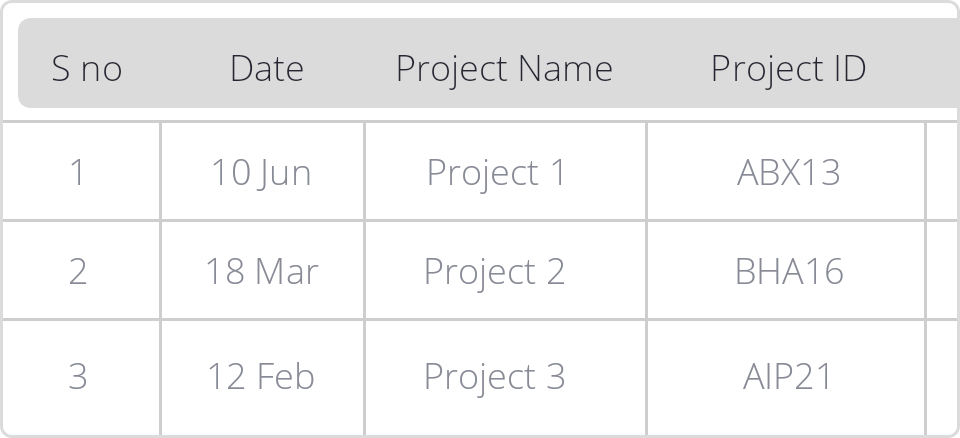 S no Date Project Name Project ID
1 10 Jun Project 1 ABX13
2 18 Mar Project 2 BHA16
3 12 Feb Project 3 AIP21